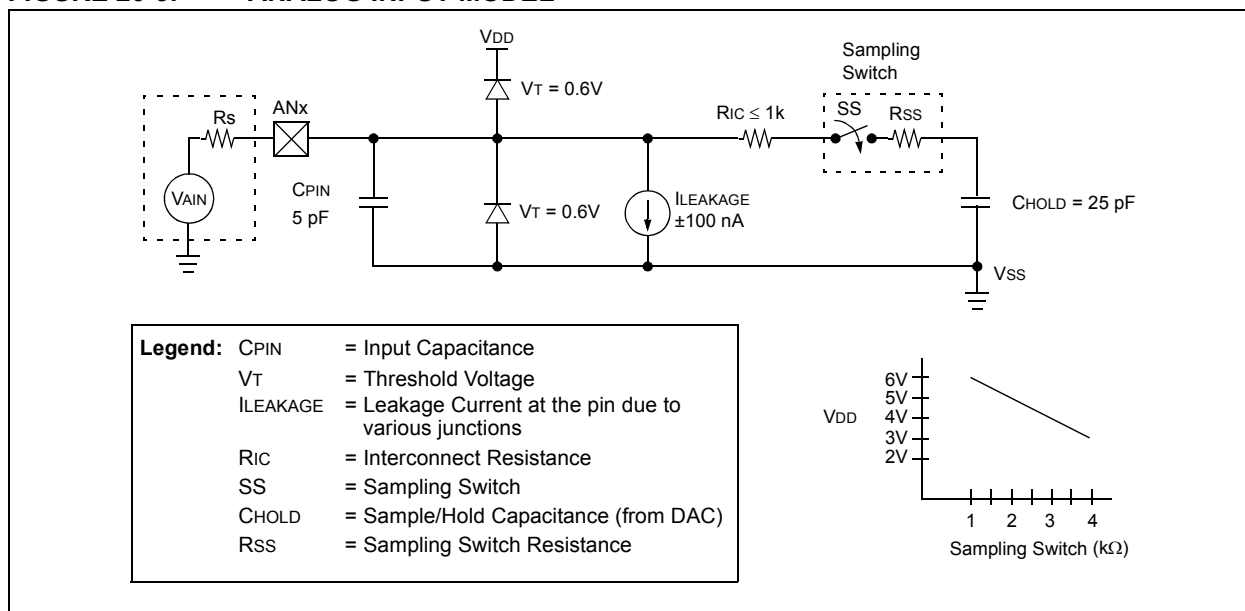 VDD
Sampling
Switch
VT = 0.6V
ANx
Rs
RIC ≤ 1k
SS
RSS
VAIN
CPIN
5 pF
VT = 0.6V
ILEAKAGE
±100 nA
CHOLD = 25 pF
VSS
Legend: CPIN = Input Capacitance
VT = Threshold Voltage
ILEAKAGE = Leakage Current at the pin due to
various junctions
RIC = Interconnect Resistance
SS = Sampling Switch
CHOLD = Sample/Hold Capacitance (from DAC)
RSS = Sampling Switch Resistance
6V
5V
VDD 4V
3V
2V
1 2 3 4
Sampling Switch (kΩ)